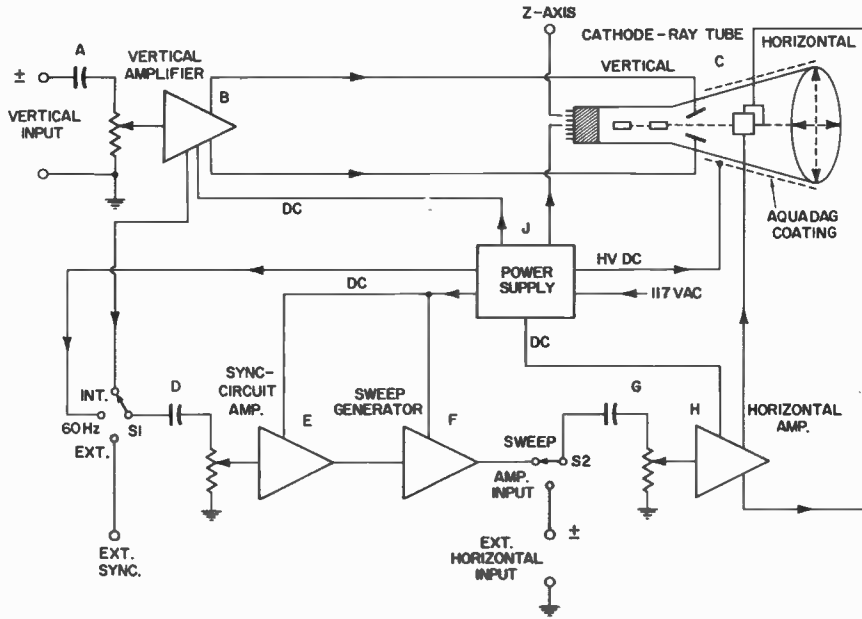 Z-AXIS
CATHODE-RAY TUBE
A
VERTICAL
AMPLIFIER
B
VERTICAL
C
HORIZONTAL
±
VERTICAL
INPUT
AQUADAG
COATING
DC
J
POWER
SUPPLY
HV DC
117 VAC
DC
DC
INT.
60 Hz
S1
EXT.
D
SYNC-
CIRCUIT
AMP.
E
SWEEP
GENERATOR
F
SWEEP
S2
AMP.
INPUT
G
H
HORIZONTAL
AMP.
EXT.
SYNC.
±
EXT.
HORIZONTAL
INPUT